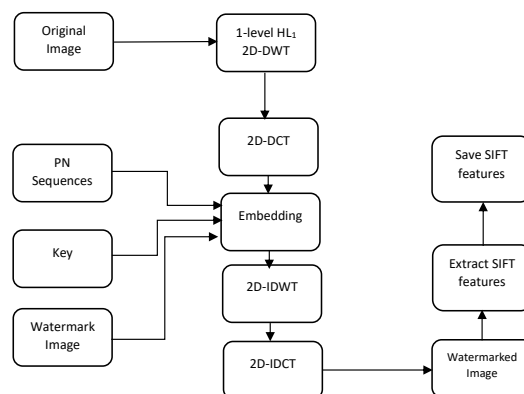 Original
Image
1-level HL₁
2D-DWT
2D-DCT
PN
Sequences
Embedding
Key
2D-IDWT
Watermark
Image
2D-IDCT
Save SIFT
features
Extract SIFT
features
Watermarked
Image